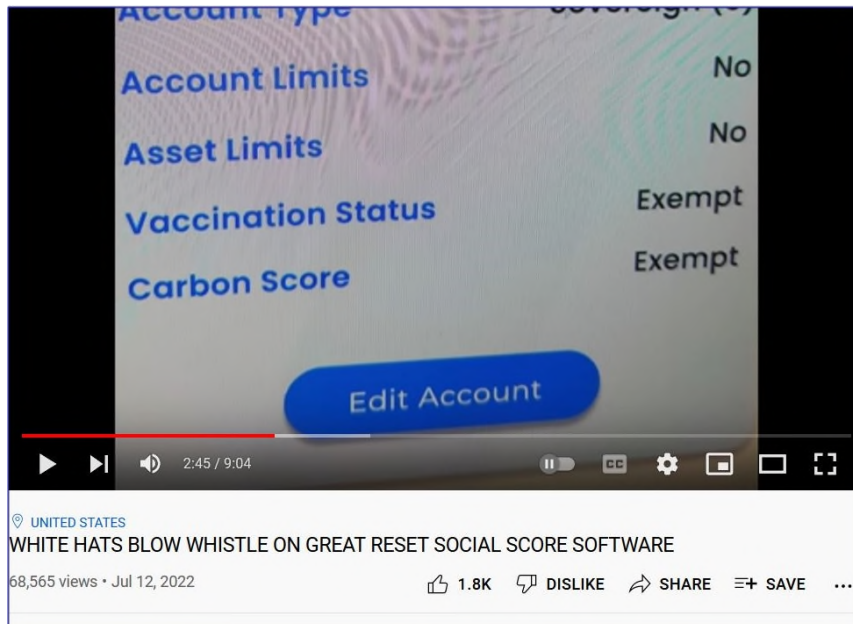 Account Type
Account Limits No
Asset Limits No
Vaccination Status Exempt
Carbon Score Exempt
Edit Account
2:45 / 9:04
CC
UNITED STATES
WHITE HATS BLOW WHISTLE ON GREAT RESET SOCIAL SCORE SOFTWARE
68,565 views • Jul 12, 2022 1.8K DISLIKE SHARE SAVE ...